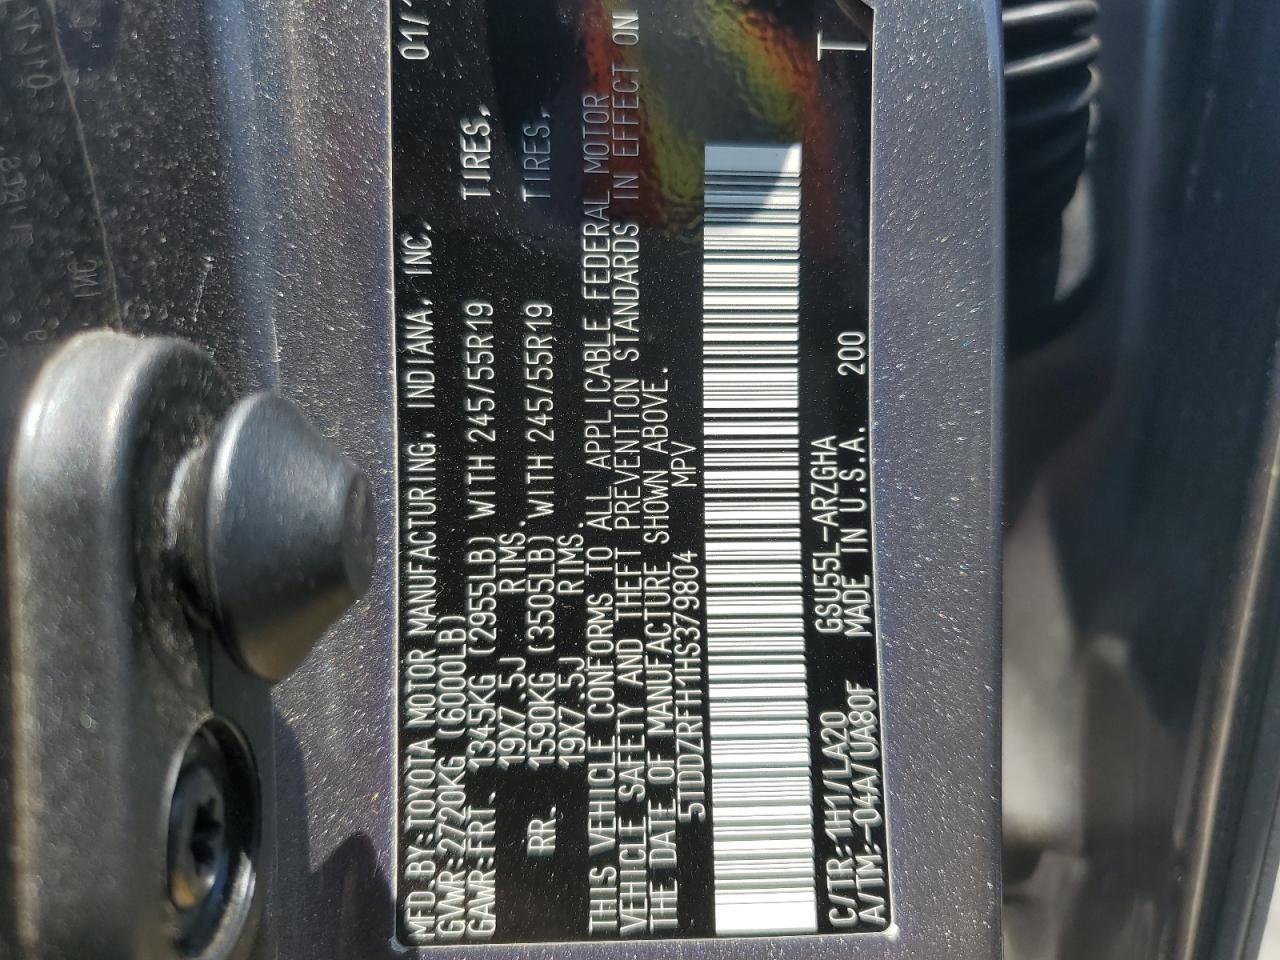 MFD. BY: TOYOTA MOTOR MANUFACTURING, INDIANA, INC. 01/
GVWR: 2720KG (6000LB)
GAWR: FRT. 1345KG (2955LB) WITH 245/55R19 TIRES,
19X7.5J RIMS.
RR. 1590KG (3505LB) WITH 245/55R19 TIRES,
19X7.5J RIMS.
THIS VEHICLE CONFORMS TO ALL APPLICABLE FEDERAL MOTOR
VEHICLE SAFETY AND THEFT PREVENTION STANDARDS IN EFFECT ON
THE DATE OF MANUFACTURE SHOWN ABOVE.
5TDDZRFH1HS379804 MPV
C/TR: 1H1/LA20 GSU55L-ARZGHA T
A/TM:-04A/UA80F MADE IN U.S.A. 200